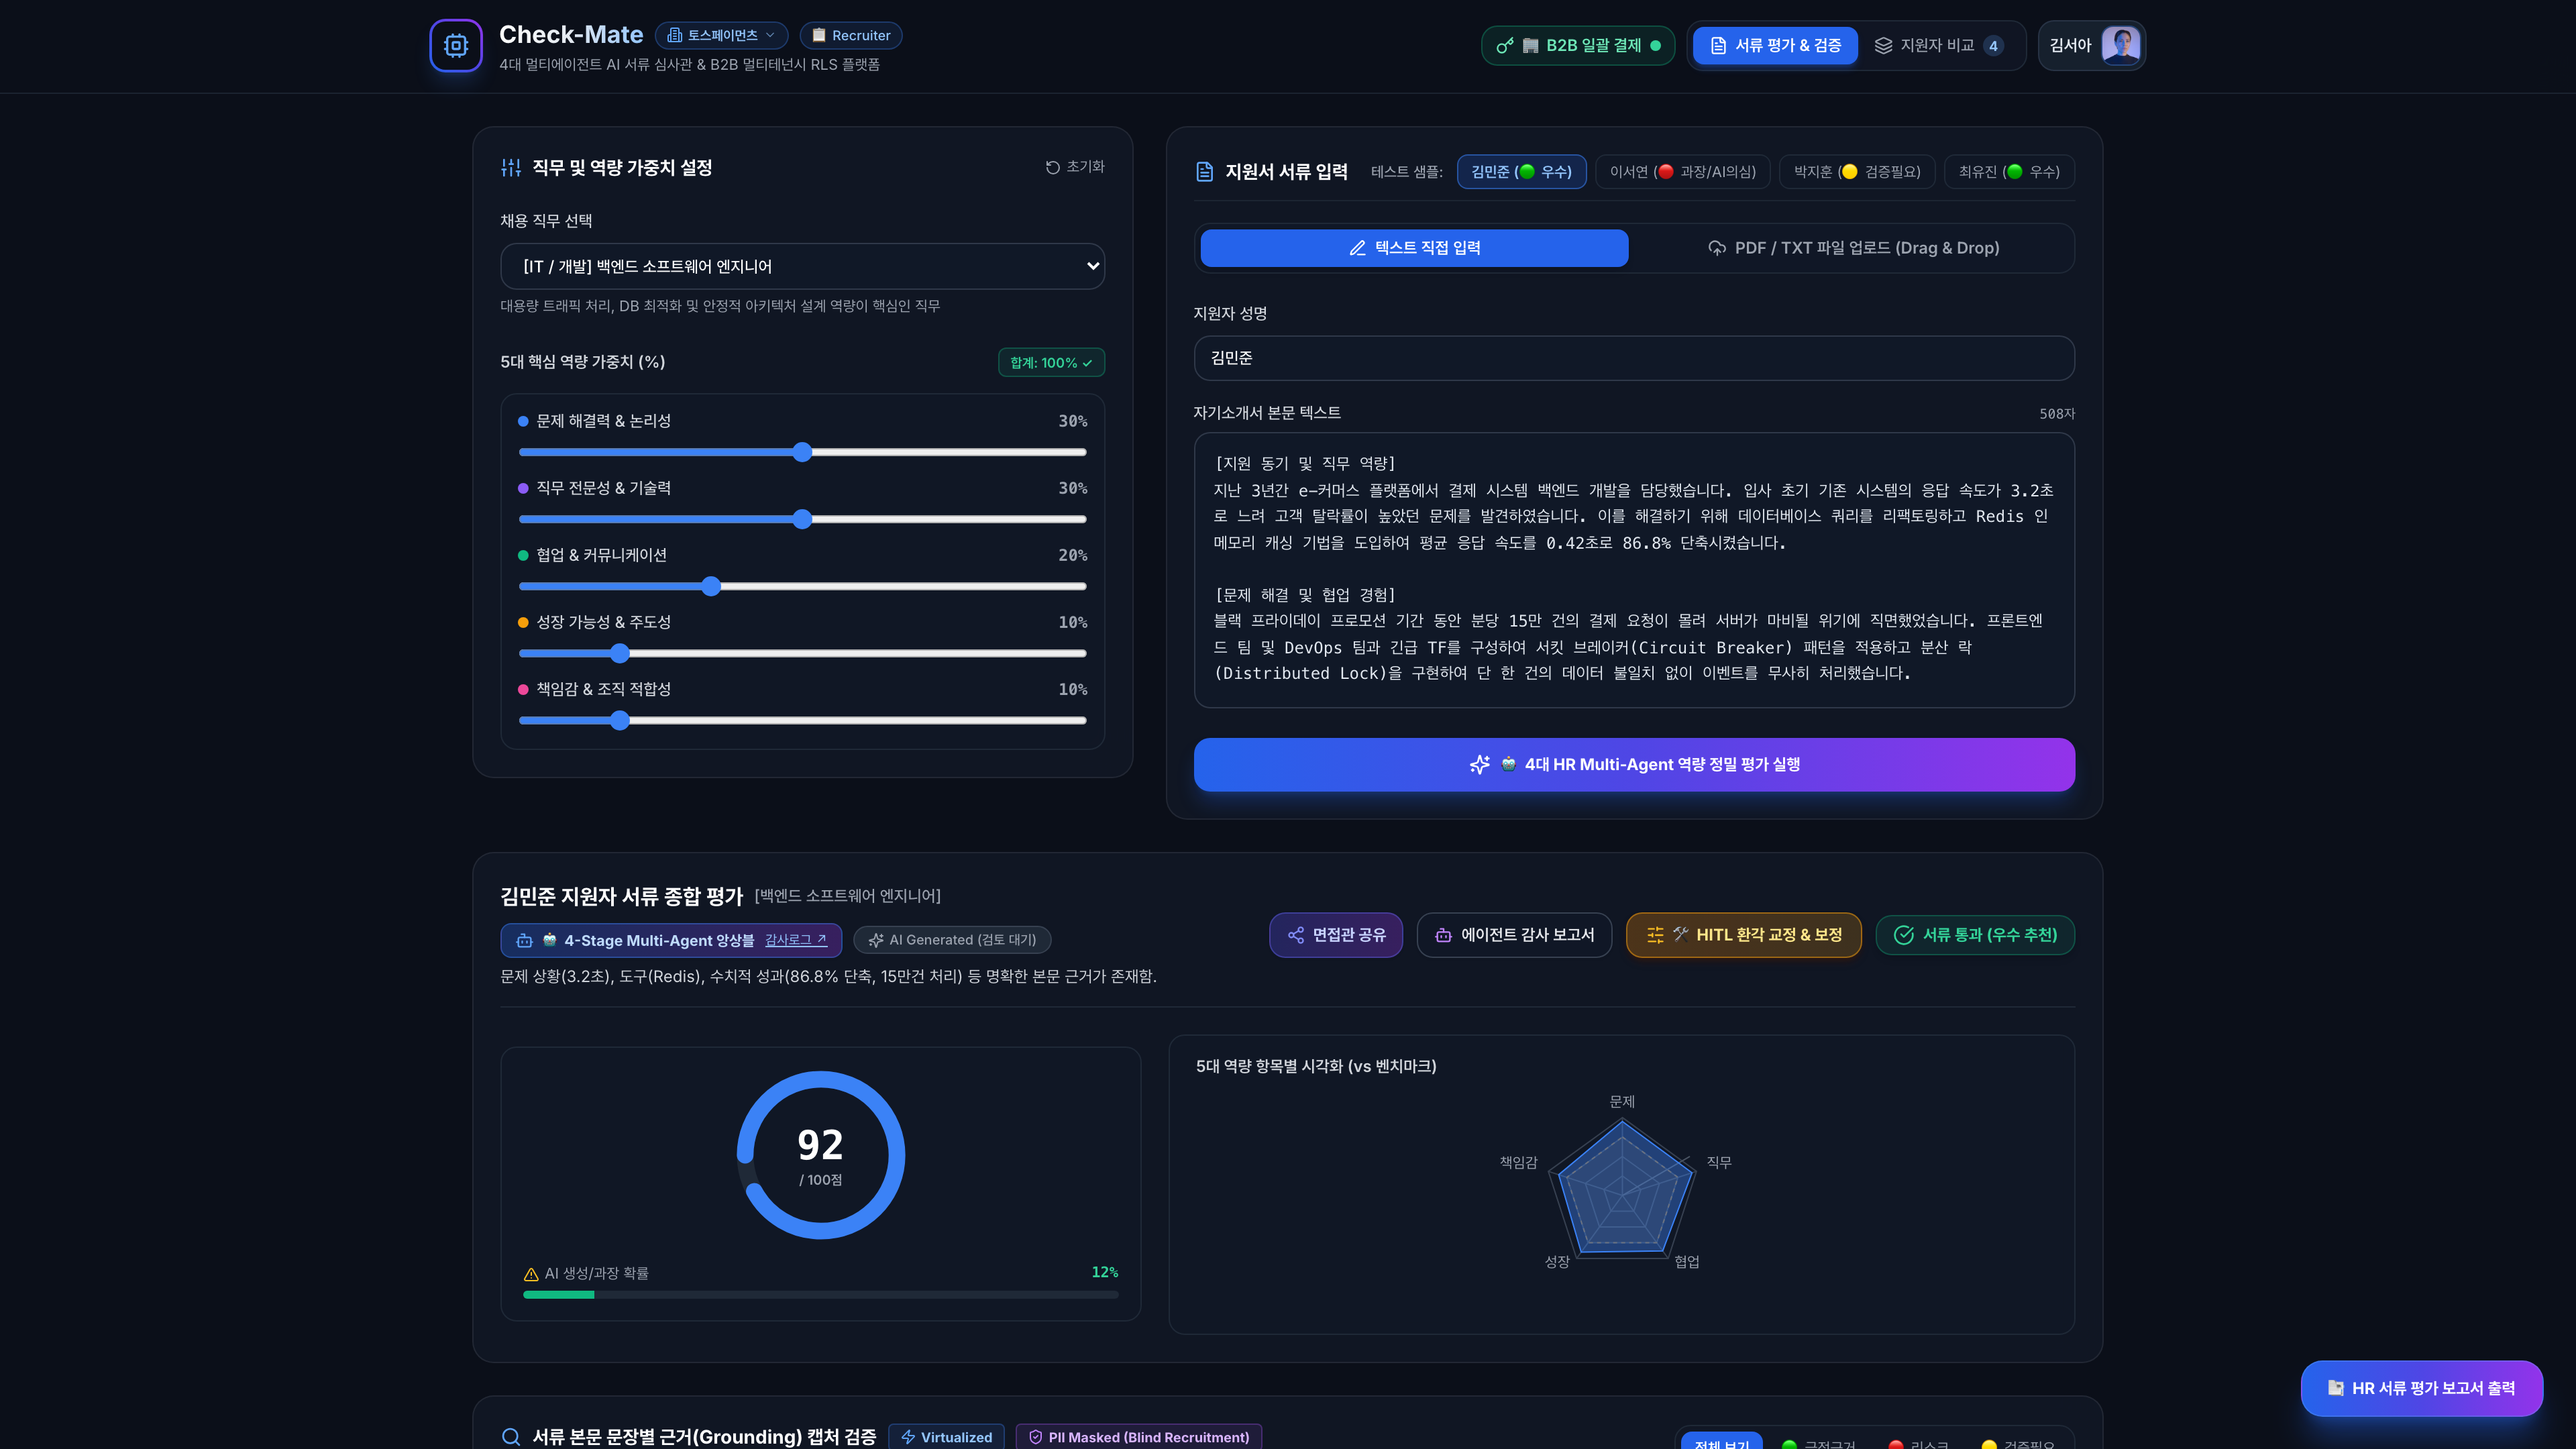 Check-Mate
토스페이먼츠
Recruiter
4대 멀티에이전트 AI 서류 심사관 & B2B 멀티테넌시 RLS 플랫폼
B2B 일괄 결제
서류 평가 & 검증
지원자 비교 4
김서아
직무 및 역량 가중치 설정
초기화
채용 직무 선택
[IT / 개발] 백엔드 소프트웨어 엔지니어
대용량 트래픽 처리, DB 최적화 및 안정적 아키텍처 설계 역량이 핵심인 직무
5대 핵심 역량 가중치 (%)
합계: 100% ✓
문제 해결력 & 논리성 30%
직무 전문성 & 기술력 30%
협업 & 커뮤니케이션 20%
성장 가능성 & 주도성 10%
책임감 & 조직 적합성 10%
지원서 서류 입력
테스트 샘플:
김민준 (🟢 우수)
이서연 (🔴 과장/AI의심)
박지훈 (🟡 검증필요)
최유진 (🟢 우수)
텍스트 직접 입력
PDF / TXT 파일 업로드 (Drag & Drop)
지원자 성명
김민준
자기소개서 본문 텍스트
508자
[지원 동기 및 직무 역량]
지난 3년간 e-커머스 플랫폼에서 결제 시스템 백엔드 개발을 담당했습니다. 입사 초기 기존 시스템의 응답 속도가 3.2초
로 느려 고객 탈락률이 높았던 문제를 발견하였습니다. 이를 해결하기 위해 데이터베이스 쿼리를 리팩토링하고 Redis 인
메모리 캐싱 기법을 도입하여 평균 응답 속도를 0.42초로 86.8% 단축시켰습니다.
[문제 해결 및 협업 경험]
블랙 프라이데이 프로모션 기간 동안 분당 15만 건의 결제 요청이 몰려 서버가 마비될 위기에 직면했었습니다. 프론트엔
드 팀 및 DevOps 팀과 긴급 TF를 구성하여 서킷 브레이커(Circuit Breaker) 패턴을 적용하고 분산 락
(Distributed Lock)을 구현하여 단 한 건의 데이터 불일치 없이 이벤트를 무사히 처리했습니다.
4대 HR Multi-Agent 역량 정밀 평가 실행
김민준 지원자 서류 종합 평가 [백엔드 소프트웨어 엔지니어]
4-Stage Multi-Agent 앙상블 감사로그 ↗
AI Generated (검토 대기)
문제 상황(3.2초), 도구(Redis), 수치적 성과(86.8% 단축, 15만건 처리) 등 명확한 본문 근거가 존재함.
면접관 공유
에이전트 감사 보고서
HITL 환각 교정 & 보정
서류 통과 (우수 추천)
92
/ 100점
AI 생성/과장 확률 12%
5대 역량 항목별 시각화 (vs 벤치마크)
문제
직무
협업
성장
책임감
HR 서류 평가 보고서 출력
서류 본문 문장별 근거(Grounding) 캡처 검증
Virtualized
PII Masked (Blind Recruitment)
전체 보기
긍정근거
리스크
검증필요